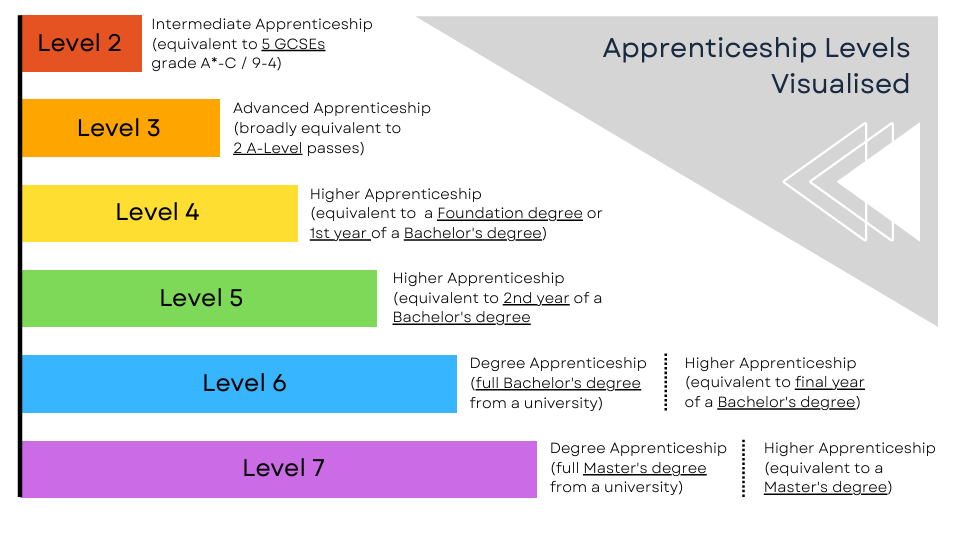 Apprenticeship Levels
Visualised
Level 2
Intermediate Apprenticeship
(equivalent to 5 GCSEs
grade A*-C / 9-4)
Level 3
Advanced Apprenticeship
(broadly equivalent to
2 A-Level passes)
Level 4
Higher Apprenticeship
(equivalent to  a Foundation degree or
1st year of a Bachelor's degree)
Level 5
Higher Apprenticeship
(equivalent to 2nd year of a
Bachelor's degree
Level 6
Degree Apprenticeship
(full Bachelor's degree
from a university)
Higher Apprenticeship
(equivalent to final year
of a Bachelor's degree)
Level 7
Degree Apprenticeship
(full Master's degree
from a university)
Higher Apprenticeship
(equivalent to a
Master's degree)